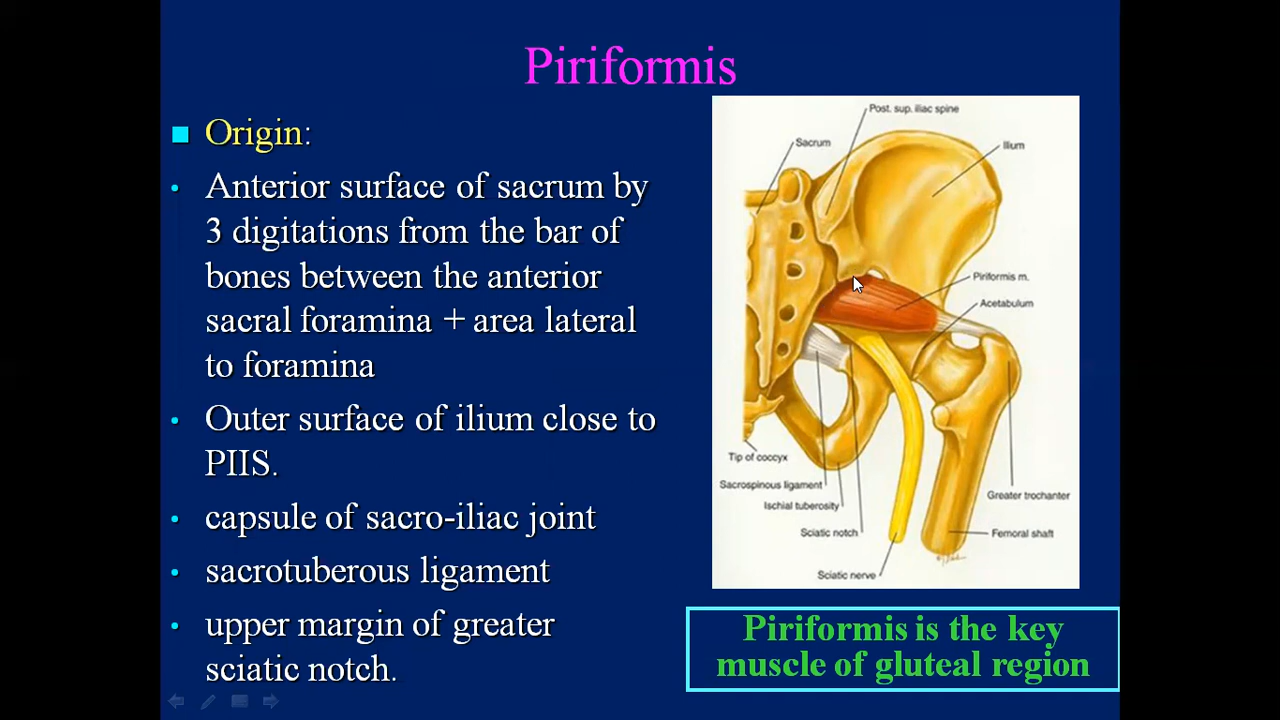 Piriformis
Origin:
Anterior surface of sacrum by
3 digitations from the bar of
bones between the anterior
sacral foramina + area lateral
to foramina
Outer surface of ilium close to
PIIS.
capsule of sacro-iliac joint
sacrotuberous ligament
upper margin of greater
sciatic notch.
Post. sup. iliac spine
Sacrum
Ilium
Piriformis m.
Acetabulum
Tip of coccyx
Sacrospinous ligament
Ischial tuberosity
Sciatic notch
Sciatic nerve
Greater trochanter
Femoral shaft
Piriformis is the key
muscle of gluteal region